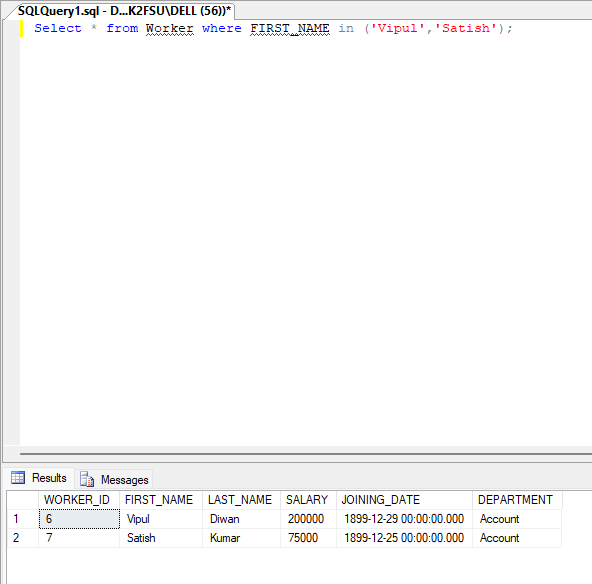 SQLQuery1.sql - D...K2FSU\DELL (56))*
Select * from Worker where FIRST_NAME in ('Vipul','Satish');
Results Messages
WORKER_ID FIRST_NAME LAST_NAME SALARY JOINING_DATE DEPARTMENT
1 6 Vipul Diwan 200000 1899-12-29 00:00:00.000 Account
2 7 Satish Kumar 75000 1899-12-25 00:00:00.000 Account